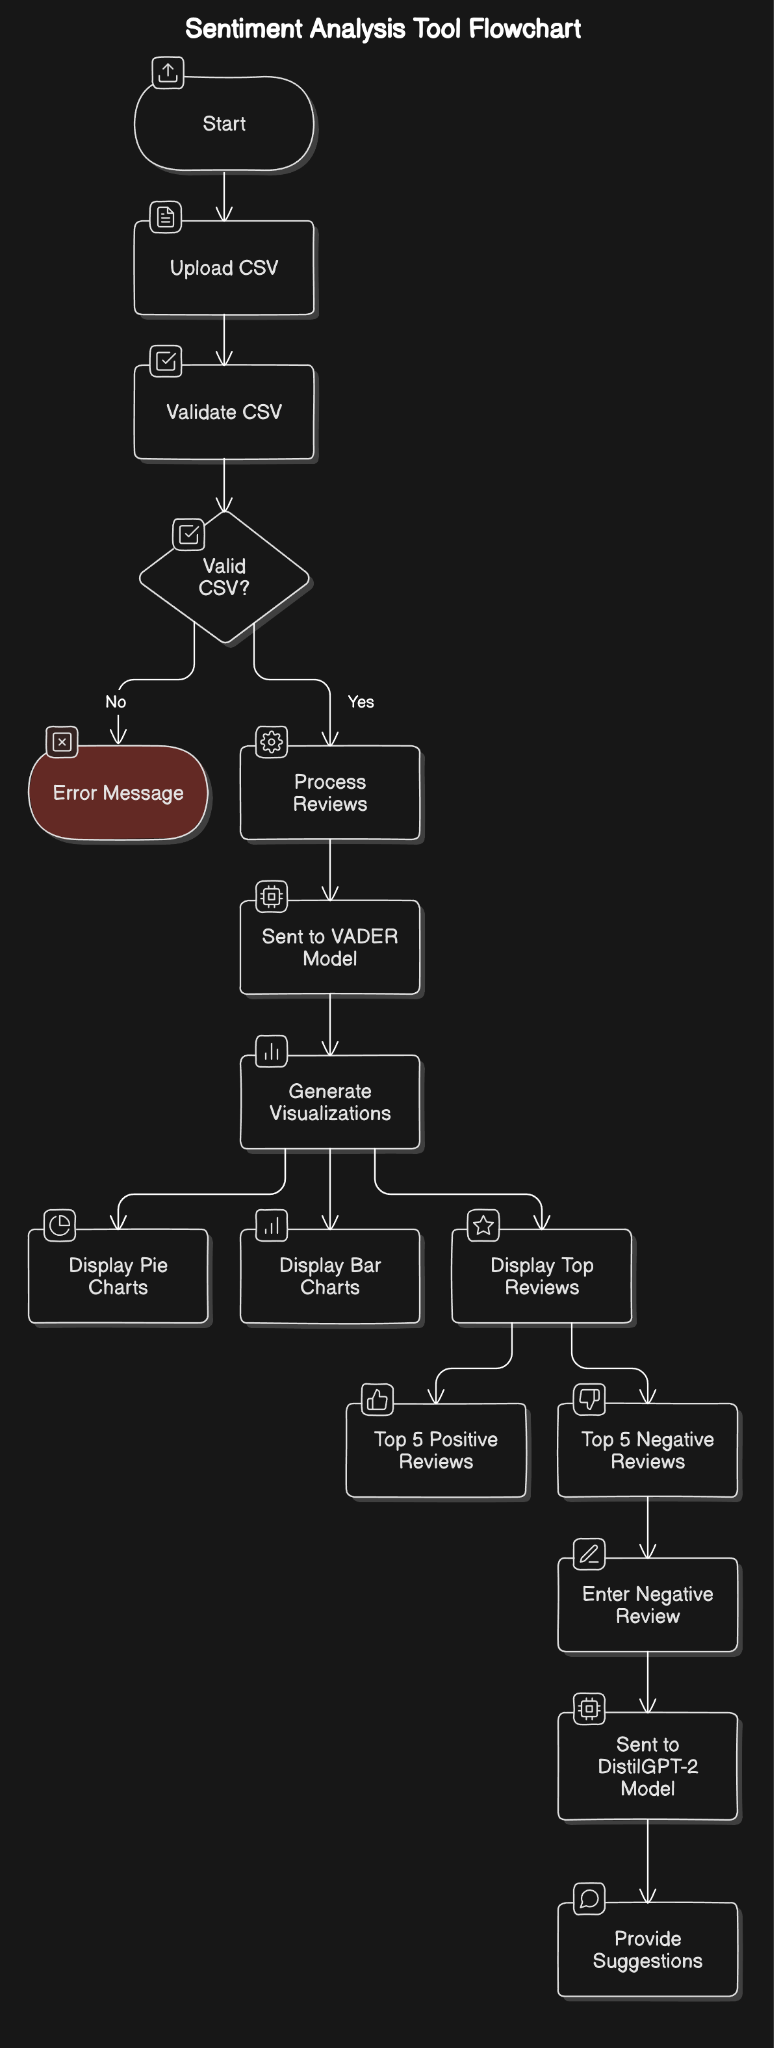 Sentiment Analysis Tool Flowchart
Start
Upload CSV
Validate CSV
Valid
CSV?
No
Yes
Error Message
Process
Reviews
Sent to VADER
Model
Generate
Visualizations
Display Pie
Charts
Display Bar
Charts
Display Top
Reviews
Top 5 Positive
Reviews
Top 5 Negative
Reviews
Enter Negative
Review
Sent to
DistilGPT-2
Model
Provide
Suggestions